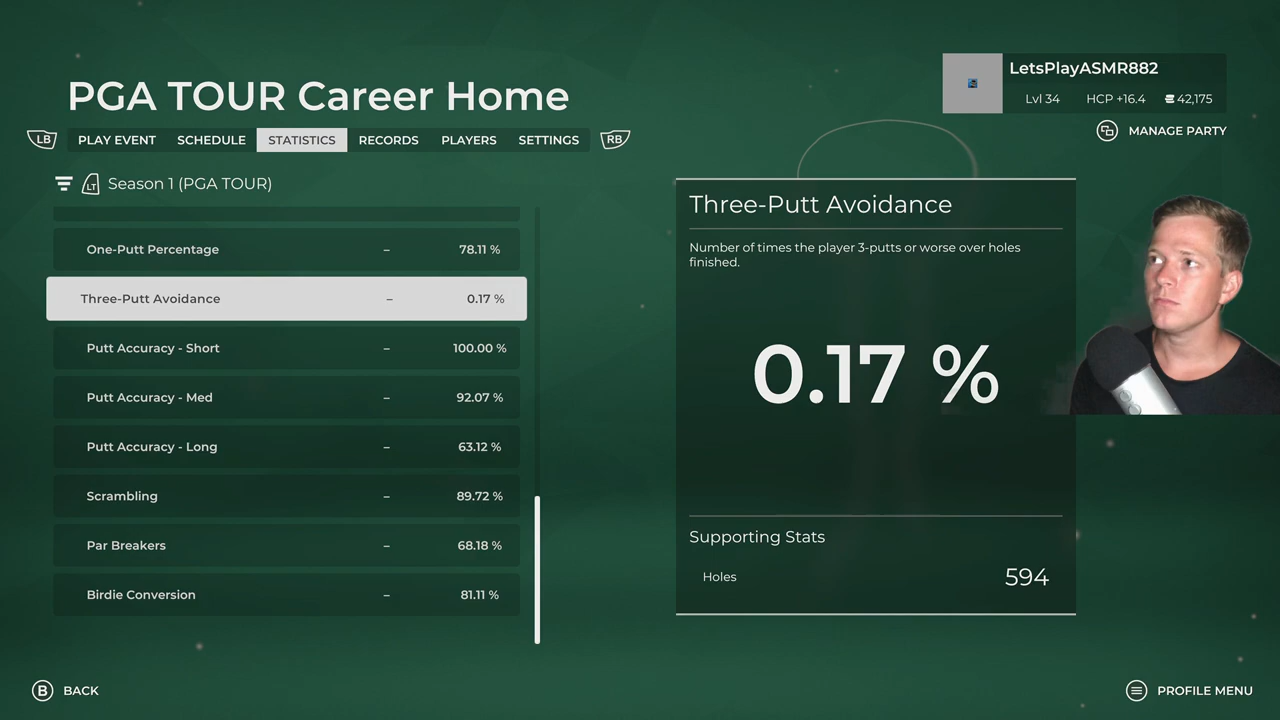 PGA TOUR Career Home
LetsPlayASMR882
Lvl 34 HCP +16.4 42,175
MANAGE PARTY
LB PLAY EVENT SCHEDULE STATISTICS RECORDS PLAYERS SETTINGS RB
LT Season 1 (PGA TOUR)
One-Putt Percentage – 78.11 %
Three-Putt Avoidance – 0.17 %
Putt Accuracy - Short – 100.00 %
Putt Accuracy - Med – 92.07 %
Putt Accuracy - Long – 63.12 %
Scrambling – 89.72 %
Par Breakers – 68.18 %
Birdie Conversion – 81.11 %
Three-Putt Avoidance
Number of times the player 3-putts or worse over holes
finished.
0.17 %
Supporting Stats
Holes 594
B BACK
PROFILE MENU